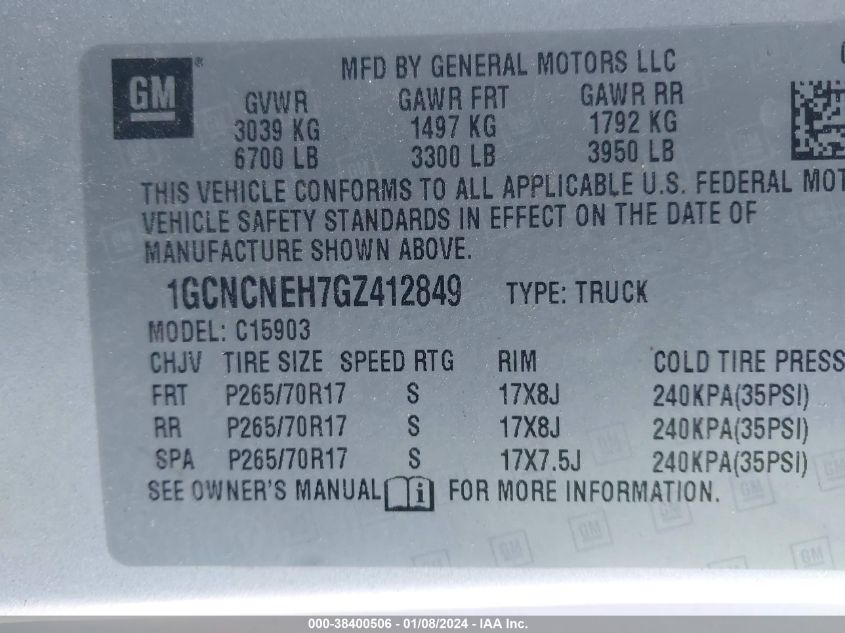 GM®
MFD BY GENERAL MOTORS LLC
GVWR GAWR FRT GAWR RR
3039 KG 1497 KG 1792 KG
6700 LB 3300 LB 3950 LB
THIS VEHICLE CONFORMS TO ALL APPLICABLE U.S. FEDERAL MOT
VEHICLE SAFETY STANDARDS IN EFFECT ON THE DATE OF
MANUFACTURE SHOWN ABOVE.
1GCNCNEH7GZ412849 TYPE: TRUCK
MODEL: C15903
CHJV TIRE SIZE SPEED RTG RIM COLD TIRE PRESS
FRT P265/70R17 S 17X8J 240KPA(35PSI)
RR P265/70R17 S 17X8J 240KPA(35PSI)
SPA P265/70R17 S 17X7.5J 240KPA(35PSI)
SEE OWNER'S MANUAL i FOR MORE INFORMATION.
000-38400506 - 01/08/2024 - IAA Inc.